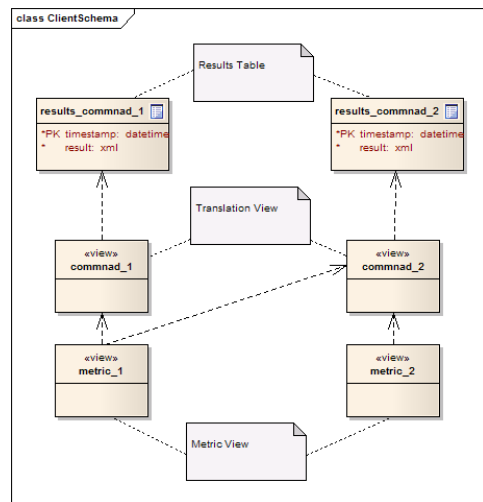 class ClientSchema
Results Table
results_commnad_1
*PK timestamp: datetime
* result: xml
results_commnad_2
*PK timestamp: datetime
* result: xml
Translation View
«view»
commnad_1
«view»
commnad_2
«view»
metric_1
«view»
metric_2
Metric View